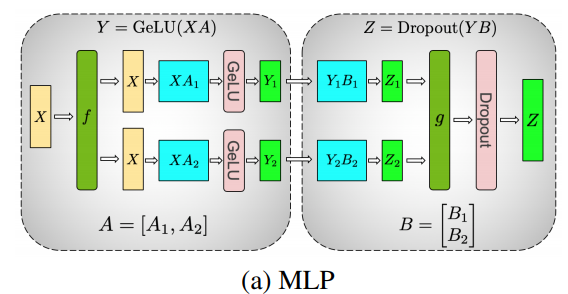 Y = GeLU(XA)
Z = Dropout(YB)
X
f
X
XA₁
GeLU
Y₁
Y₁B₁
Z₁
g
Dropout
Z
X
XA₂
GeLU
Y₂
Y₂B₂
Z₂
A = [A₁, A₂]
B = [B₁
B₂]
(a) MLP